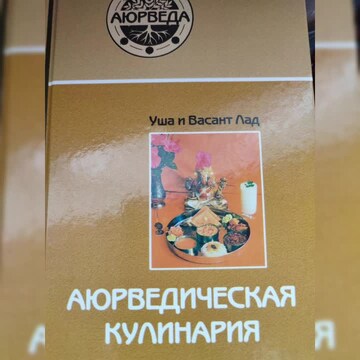 АЮРВЕДА
Уша и Васант Лад
АЮРВЕДИЧЕСКАЯ
КУЛИНАРИЯ